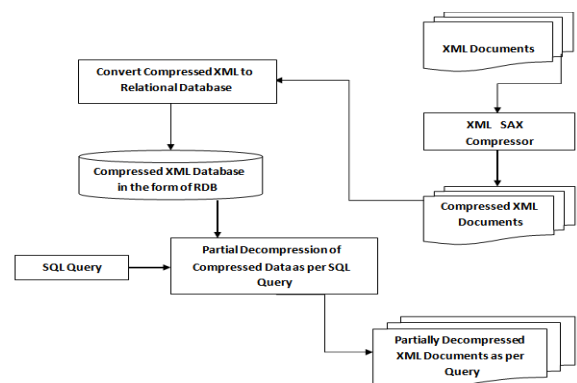 XML Documents
Convert Compressed XML to
Relational Database
XML SAX
Compressor
Compressed XML Database
in the form of RDB
Compressed XML
Documents
Partial Decompression of
Compressed Data as per SQL
Query
SQL Query
Partially Decompressed
XML Documents as per
Query